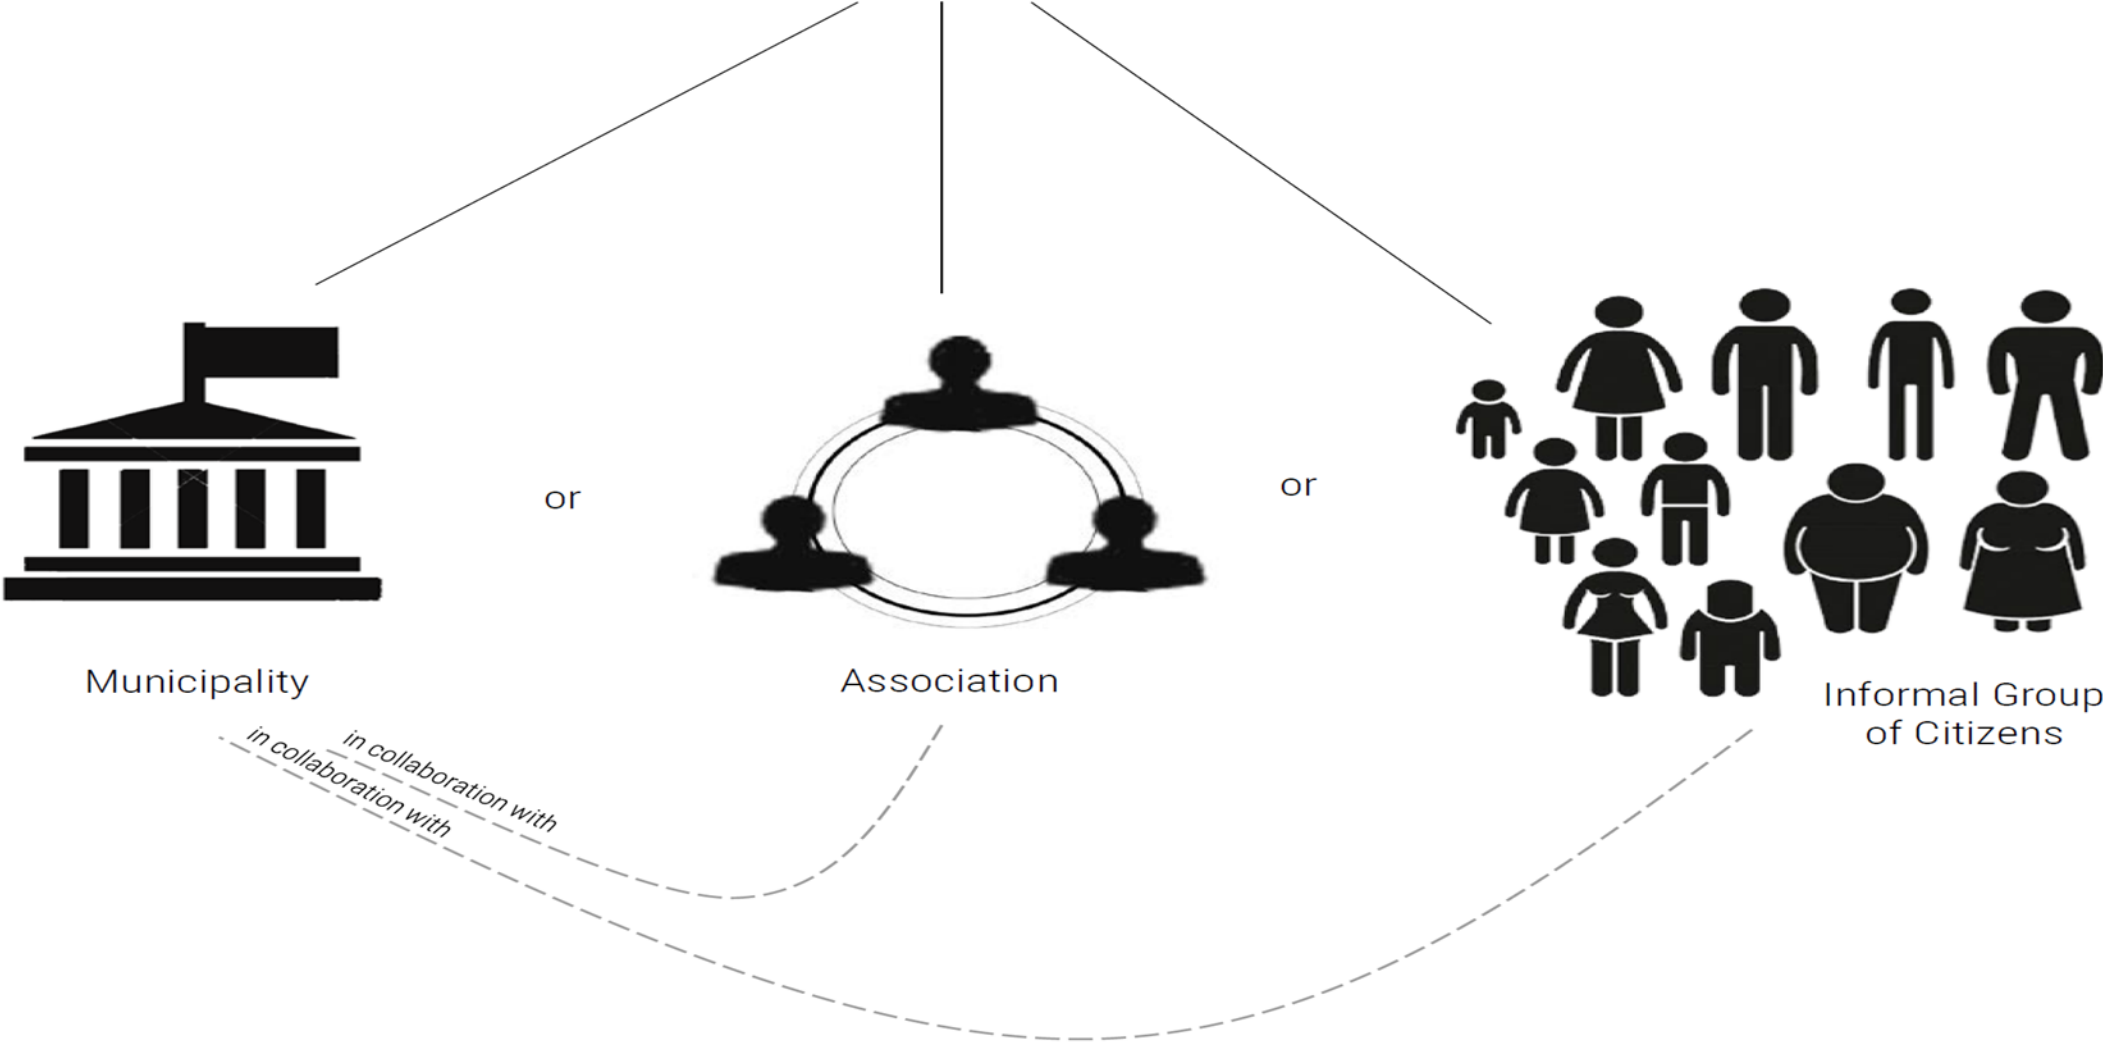 or
or
Municipality
Association
Informal Group
of Citizens
in collaboration with
in collaboration with